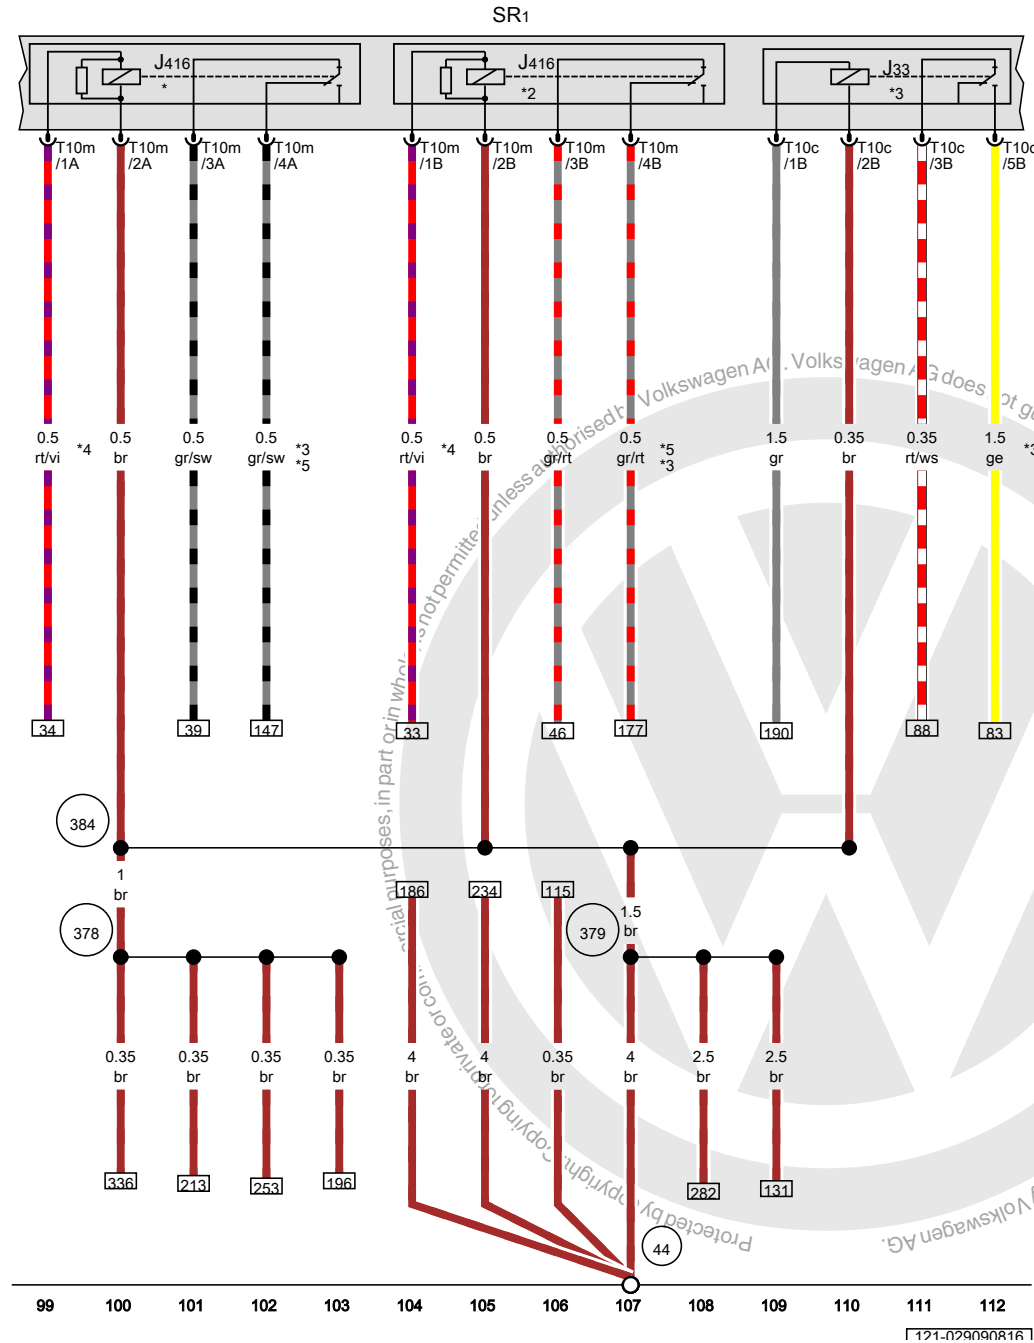 SR1
J416
*
J416
*2
J33
*3
T10m
/1A
T10m
/2A
T10m
/3A
T10m
/4A
T10m
/1B
T10m
/2B
T10m
/3B
T10m
/4B
T10c
/1B
T10c
/2B
T10c
/3B
T10c
/5B
0.5
rt/vi
*4
0.5
br
0.5
gr/sw
0.5
gr/sw
*3
*5
0.5
rt/vi
*4
0.5
br
0.5
gr/rt
0.5
gr/rt
*5
*3
1.5
gr
0.35
br
0.35
rt/ws
1.5
ge
*3
34
39
147
33
46
177
190
88
83
384
1
br
186
234
115
378
379
1.5
br
0.35
br
0.35
br
0.35
br
0.35
br
4
br
4
br
0.35
br
4
br
2.5
br
2.5
br
336
213
253
196
282
131
44
99 100 101 102 103 104 105 106 107 108 109 110 111 112
121-029090816
Protected by copyright. Copying for private or commercial purposes, in part or in whole, is not permitted unless authorised by Volkswagen AG. Volkswagen AG does not gu
Volkswagen AG.